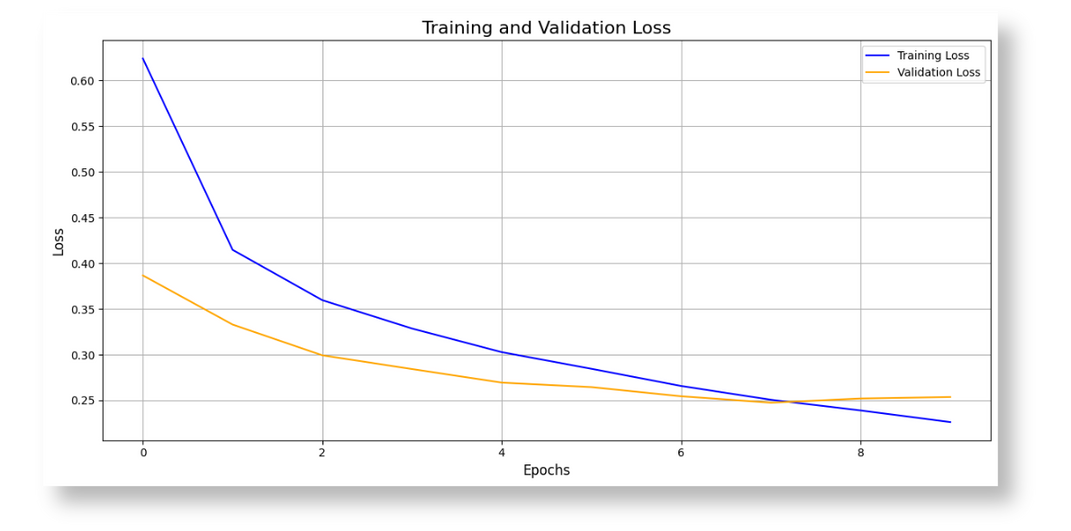 Training and Validation Loss
Training Loss
Validation Loss
0.60
0.55
0.50
0.45
0.40
0.35
0.30
0.25
Loss
0
2
4
6
8
Epochs